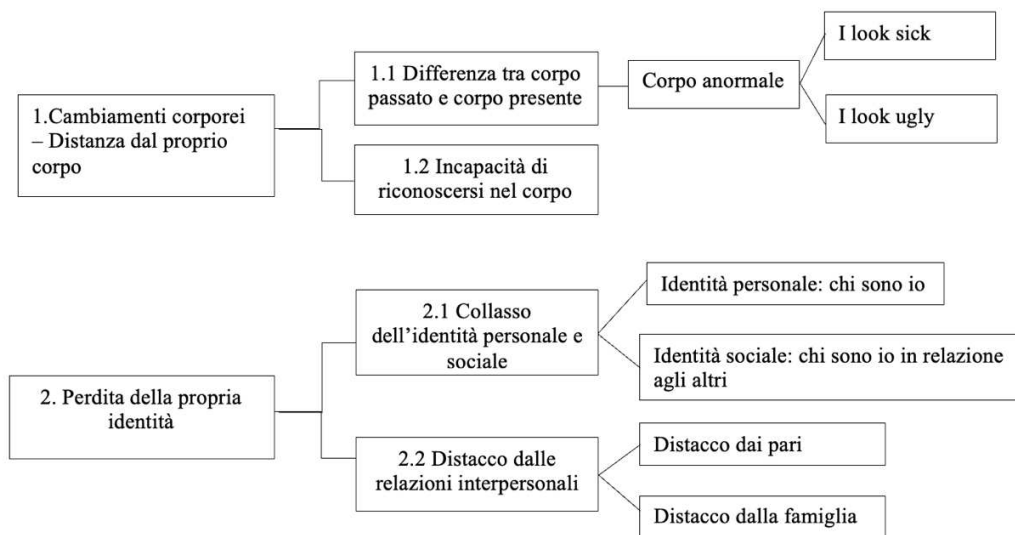 1.Cambiamenti corporei
– Distanza dal proprio
corpo
1.1 Differenza tra corpo
passato e corpo presente
Corpo anormale
I look sick
I look ugly
1.2 Incapacità di
riconoscersi nel corpo
2. Perdita della propria
identità
2.1 Collasso
dell’identità personale e
sociale
Identità personale: chi sono io
Identità sociale: chi sono io in relazione
agli altri
2.2 Distacco dalle
relazioni interpersonali
Distacco dai pari
Distacco dalla famiglia